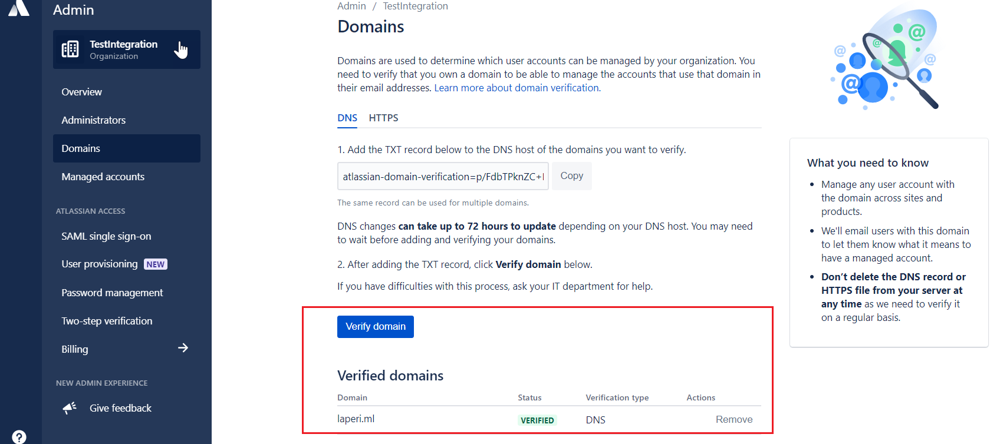 Admin
TestIntegration
Organization
Overview
Administrators
Domains
Managed accounts
ATLASSIAN ACCESS
SAML single sign-on
User provisioning NEW
Password management
Two-step verification
Billing
NEW ADMIN EXPERIENCE
Give feedback
?
Admin / TestIntegration
Domains
Domains are used to determine which user accounts can be managed by your organization. You
need to verify that you own a domain to be able to manage the accounts that use that domain in
their email addresses. Learn more about domain verification.
DNS HTTPS
1. Add the TXT record below to the DNS host of the domains you want to verify.
atlassian-domain-verification=p/FdbTPknZC+ Copy
The same record can be used for multiple domains.
DNS changes can take up to 72 hours to update depending on your DNS host. You may need
to wait before adding and verifying your domains.
2. After adding the TXT record, click Verify domain below.
If you have difficulties with this process, ask your IT department for help.
Verify domain
Verified domains
Domain Status Verification type Actions
laperi.ml VERIFIED DNS Remove
@ @ @ @ @
What you need to know
• Manage any user account with
the domain across sites and
products.
• We'll email users with this domain
to let them know what it means to
have a managed account.
• Don’t delete the DNS record or
HTTPS file from your server at
any time as we need to verify it
on a regular basis.